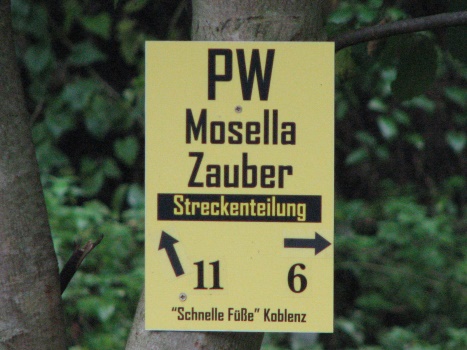 PW
Mosella
Zauber
Streckenteilung
11 6
"Schnelle Füße" Koblenz